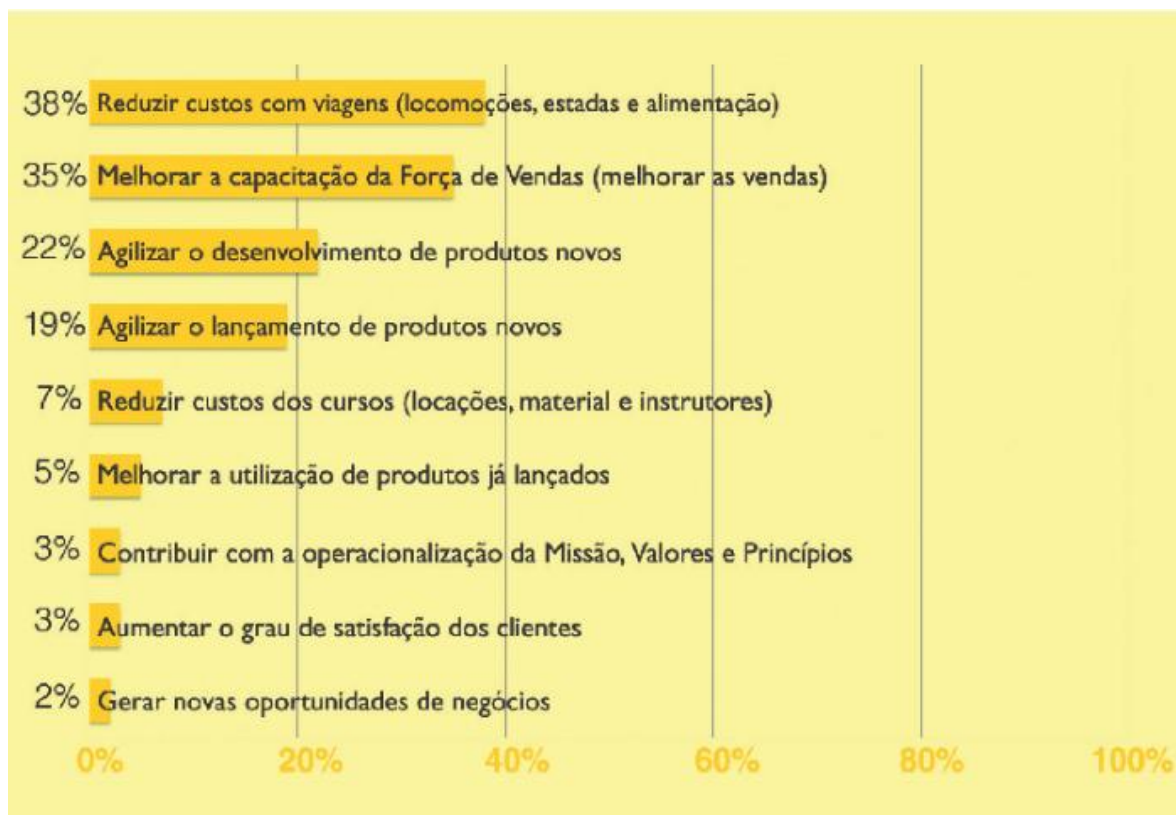 38% Reduzir custos com viagens (locomoções, estadas e alimentação)
35% Melhorar a capacitação da Força de Vendas (melhorar as vendas)
22% Agilizar o desenvolvimento de produtos novos
19% Agilizar o lançamento de produtos novos
7% Reduzir custos dos cursos (locações, material e instrutores)
5% Melhorar a utilização de produtos já lançados
3% Contribuir com a operacionalização da Missão, Valores e Princípios
3% Aumentar o grau de satisfação dos clientes
2% Gerar novas oportunidades de negócios
0% 20% 40% 60% 80% 100%